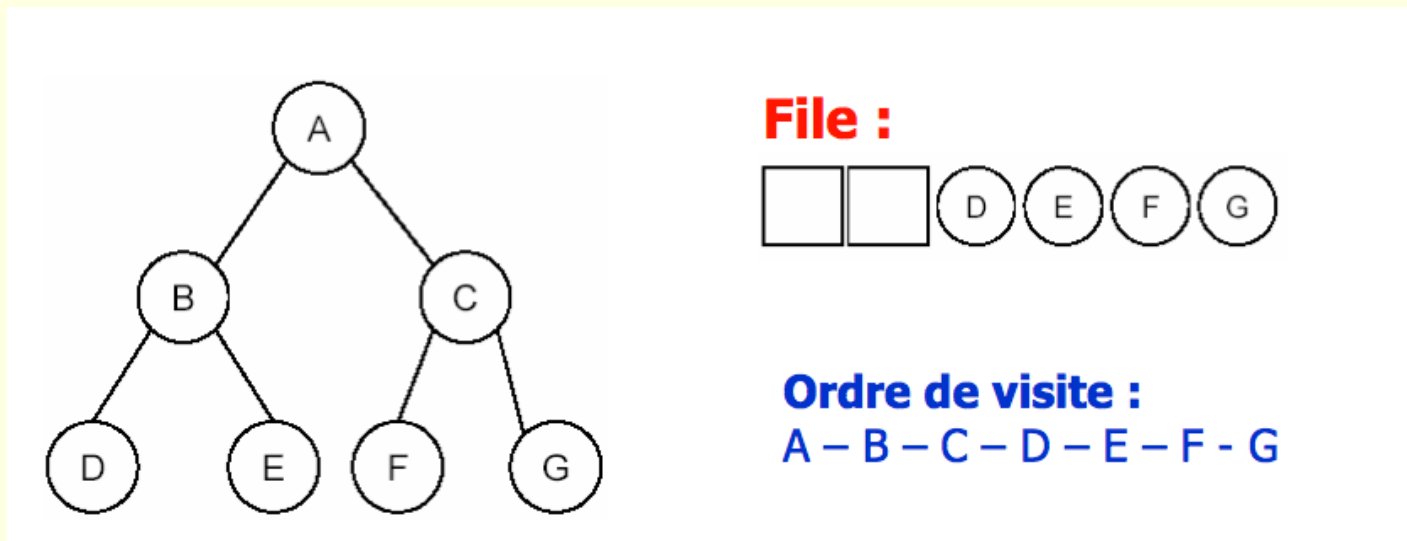 A
B
C
D
E
F
G
File :
D E F G
Ordre de visite :
A – B – C – D – E – F - G